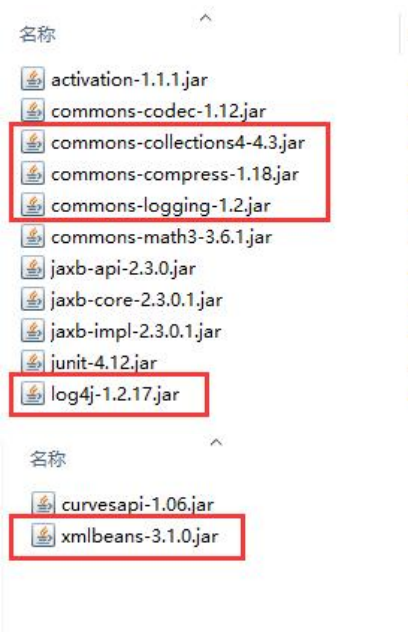 名称
activation-1.1.1.jar
commons-codec-1.12.jar
commons-collections4-4.3.jar
commons-compress-1.18.jar
commons-logging-1.2.jar
commons-math3-3.6.1.jar
jaxb-api-2.3.0.jar
jaxb-core-2.3.0.1.jar
jaxb-impl-2.3.0.1.jar
junit-4.12.jar
log4j-1.2.17.jar
名称
curvesapi-1.06.jar
xmlbeans-3.1.0.jar